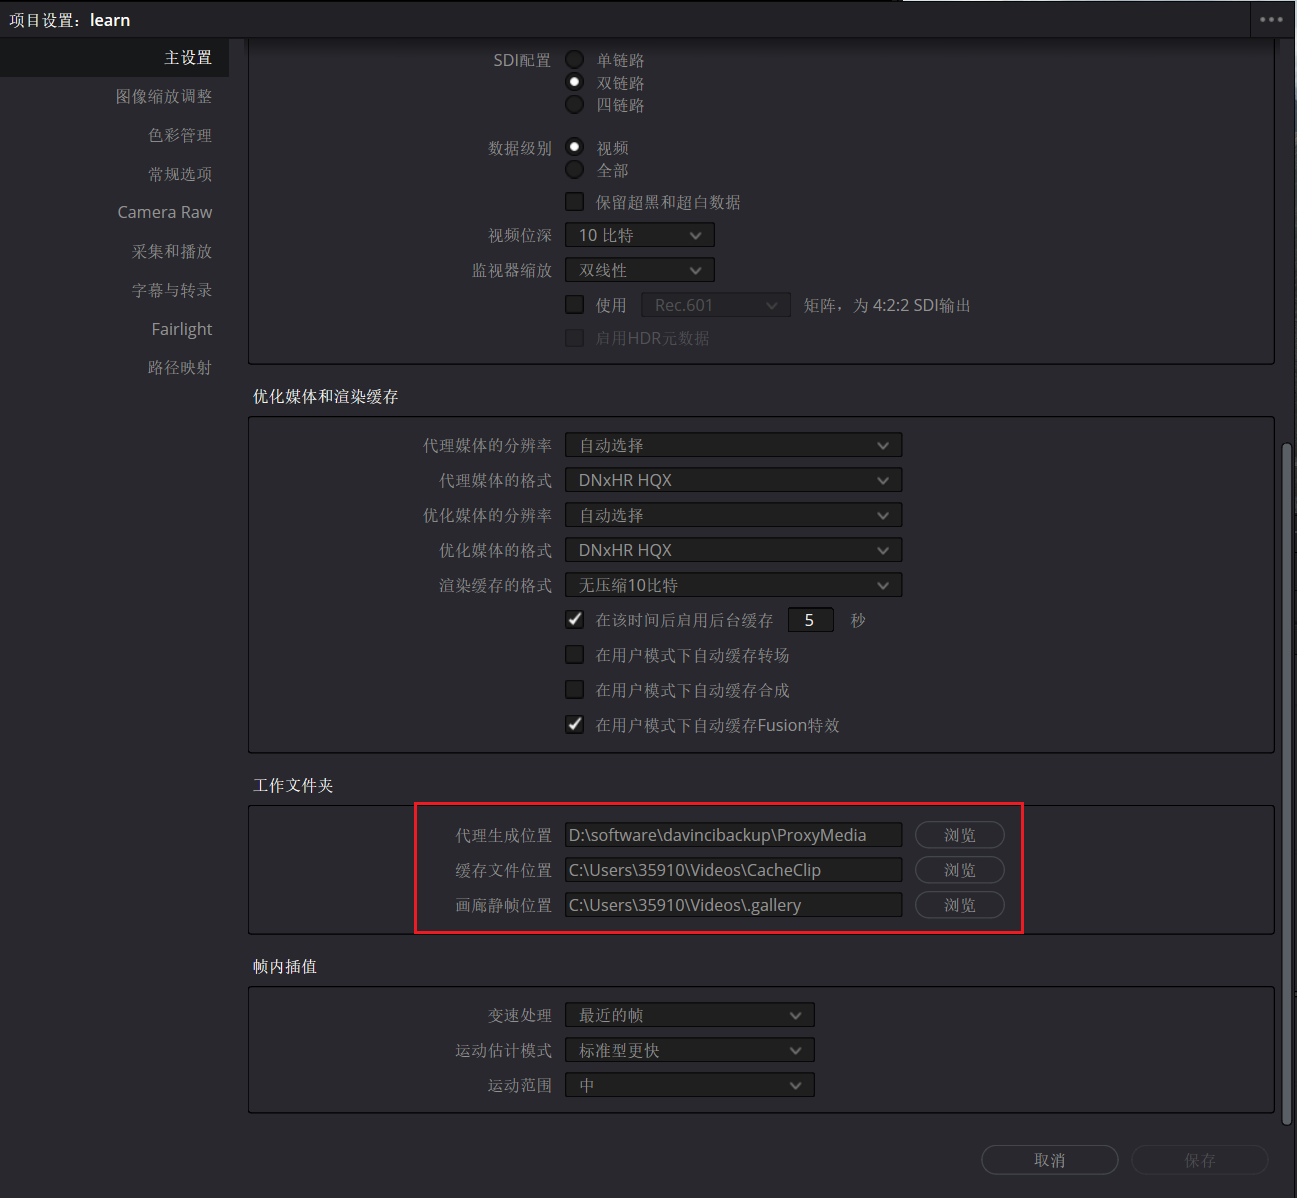 项目设置：learn
•••
主设置
图像缩放调整
色彩管理
常规选项
Camera Raw
采集和播放
字幕与转录
Fairlight
路径映射
SDI配置 单链路
双链路
四链路
数据级别 视频
全部
保留超黑和超白数据
视频位深 10 比特
监视器缩放 双线性
使用 Rec.601 矩阵，为 4:2:2 SDI输出
启用HDR元数据
优化媒体和渲染缓存
代理媒体的分辨率 自动选择
代理媒体的格式 DNxHR HQX
优化媒体的分辨率 自动选择
优化媒体的格式 DNxHR HQX
渲染缓存的格式 无压缩10比特
在该时间后启用后台缓存 5 秒
在用户模式下自动缓存转场
在用户模式下自动缓存合成
在用户模式下自动缓存Fusion特效
工作文件夹
代理生成位置 D:\software\davincibackup\ProxyMedia 浏览
缓存文件位置 C:\Users\35910\Videos\CacheClip 浏览
画廊静帧位置 C:\Users\35910\Videos\.gallery 浏览
帧内插值
变速处理 最近的帧
运动估计模式 标准型更快
运动范围 中
取消 保存